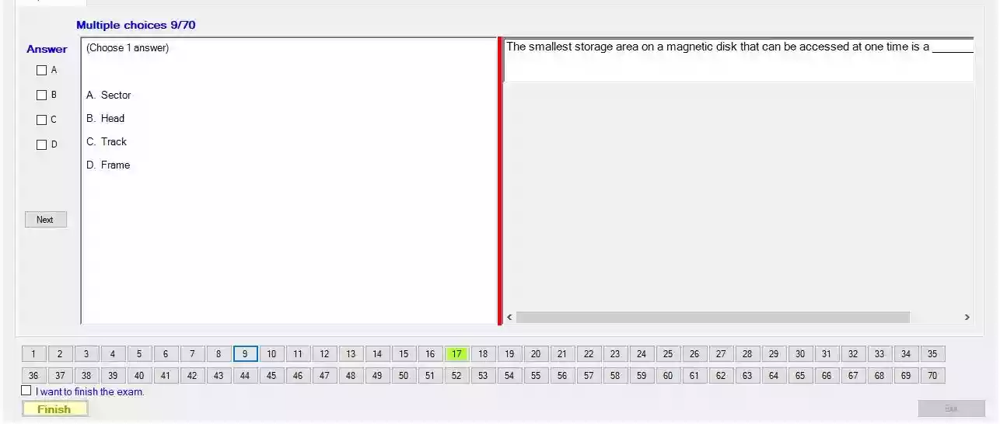 Multiple choices 9/70
Answer
(Choose 1 answer)
The smallest storage area on a magnetic disk that can be accessed at one time is a ______
A
B
C
D
A. Sector
B. Head
C. Track
D. Frame
Next
1 2 3 4 5 6 7 8 9 10 11 12 13 14 15 16 17 18 19 20 21 22 23 24 25 26 27 28 29 30 31 32 33 34 35
36 37 38 39 40 41 42 43 44 45 46 47 48 49 50 51 52 53 54 55 56 57 58 59 60 61 62 63 64 65 66 67 68 69 70
I want to finish the exam.
Finish
Exit